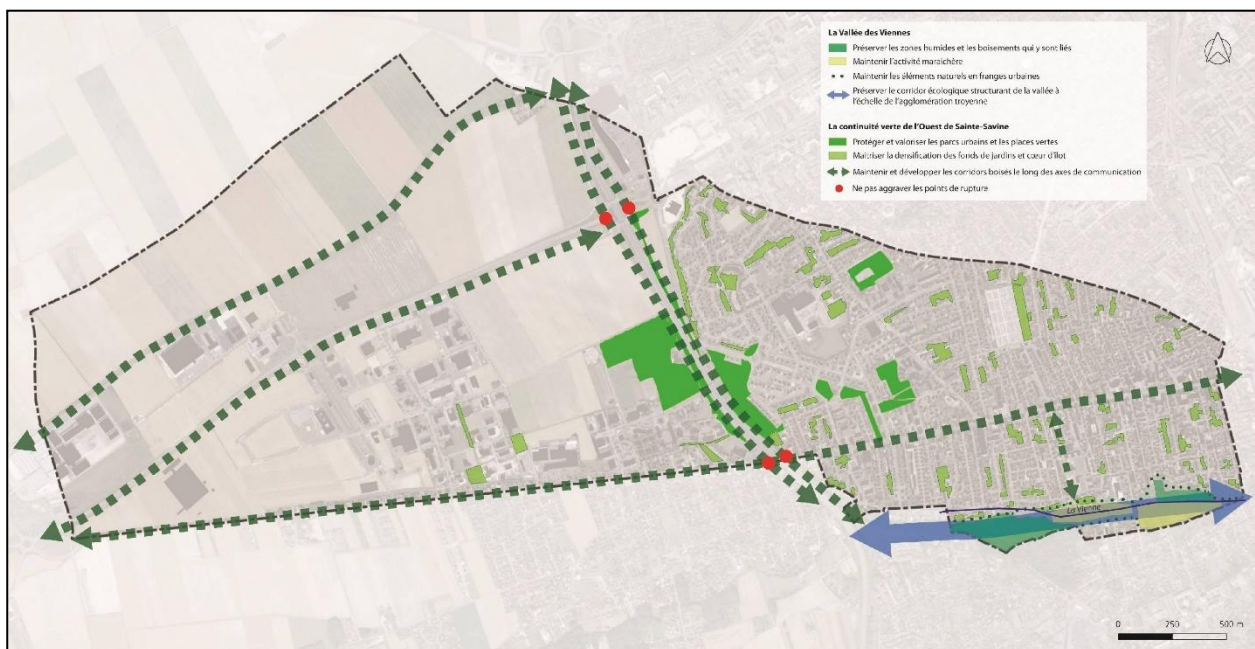 La Vallée des Viennes
Préserver les zones humides et les boisements qui y sont liés
Maintenir l'activité maraichère
Maintenir les éléments naturels en franges urbaines
Préserver le corridor écologique structurant de la vallée à
l'échelle de l'agglomération troyenne
La continuité verte de l'Ouest de Sainte-Savine
Protéger et valoriser les parcs urbains et les places vertes
Maitriser la densification des fonds de jardins et cœur d'îlot
Maintenir et développer les corridors boisés le long des axes de communication
Ne pas aggraver les points de rupture
La Vienne
0 250 500 m